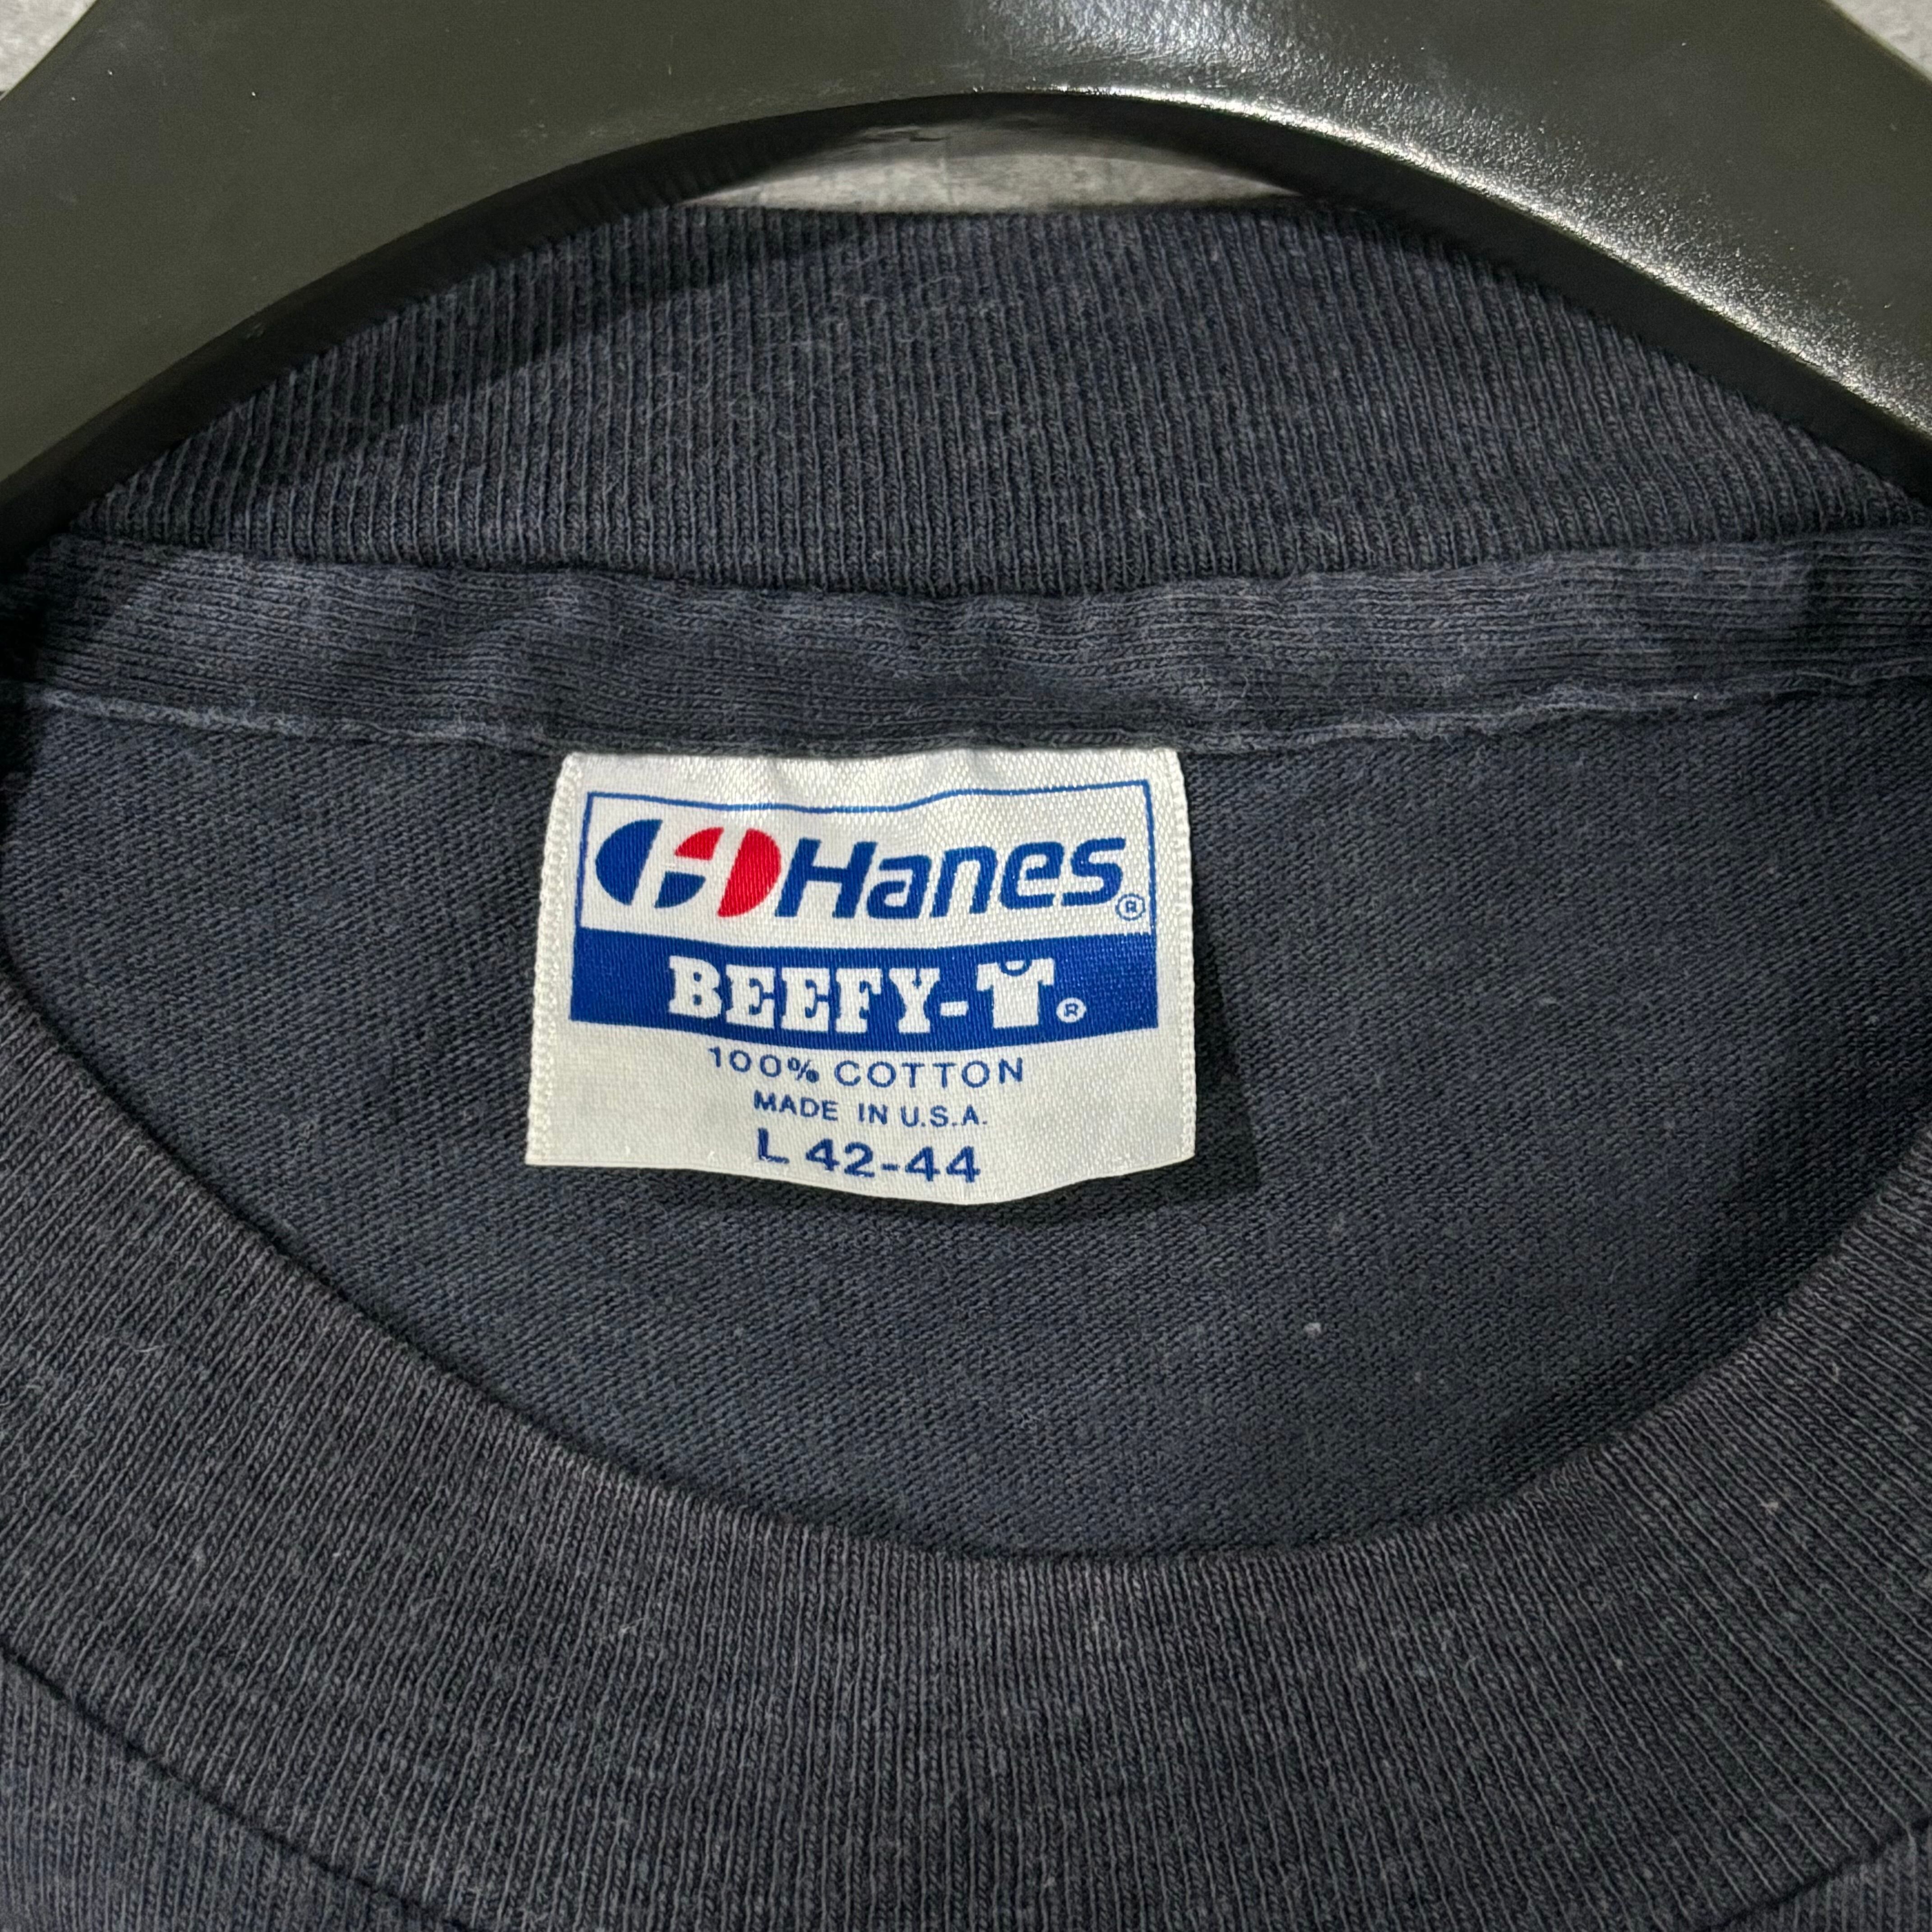 Hanes®
BEEFY-T®
100% COTTON
MADE IN U.S.A.
L 42-44